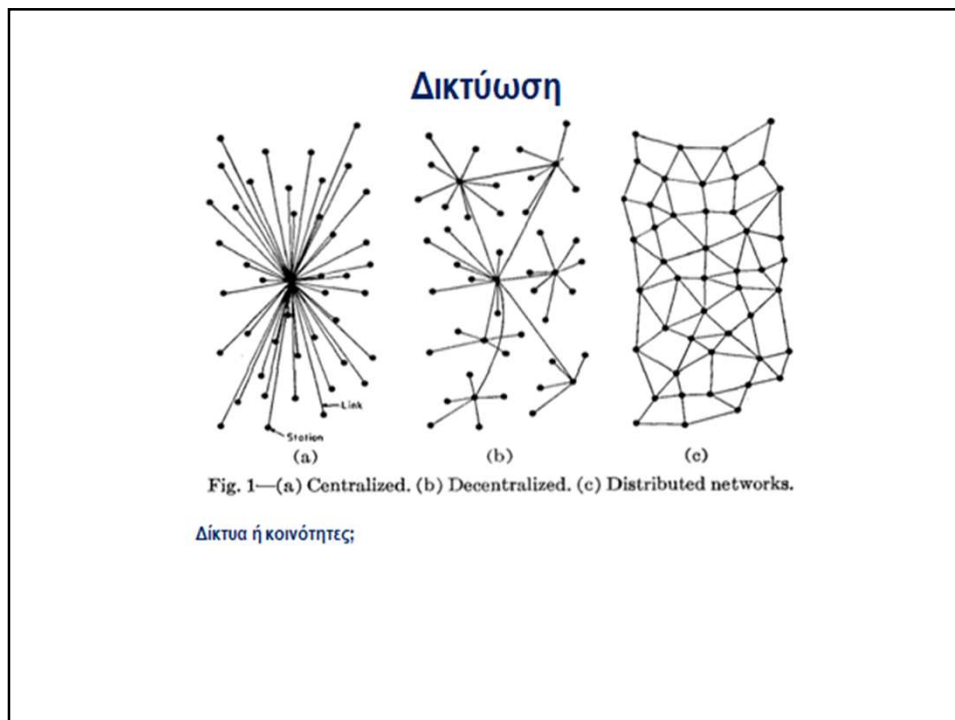 Δικτύωση
Link
Station
(a) (b) (c)
Fig. 1—(a) Centralized. (b) Decentralized. (c) Distributed networks.
Δίκτυα ή κοινότητες;